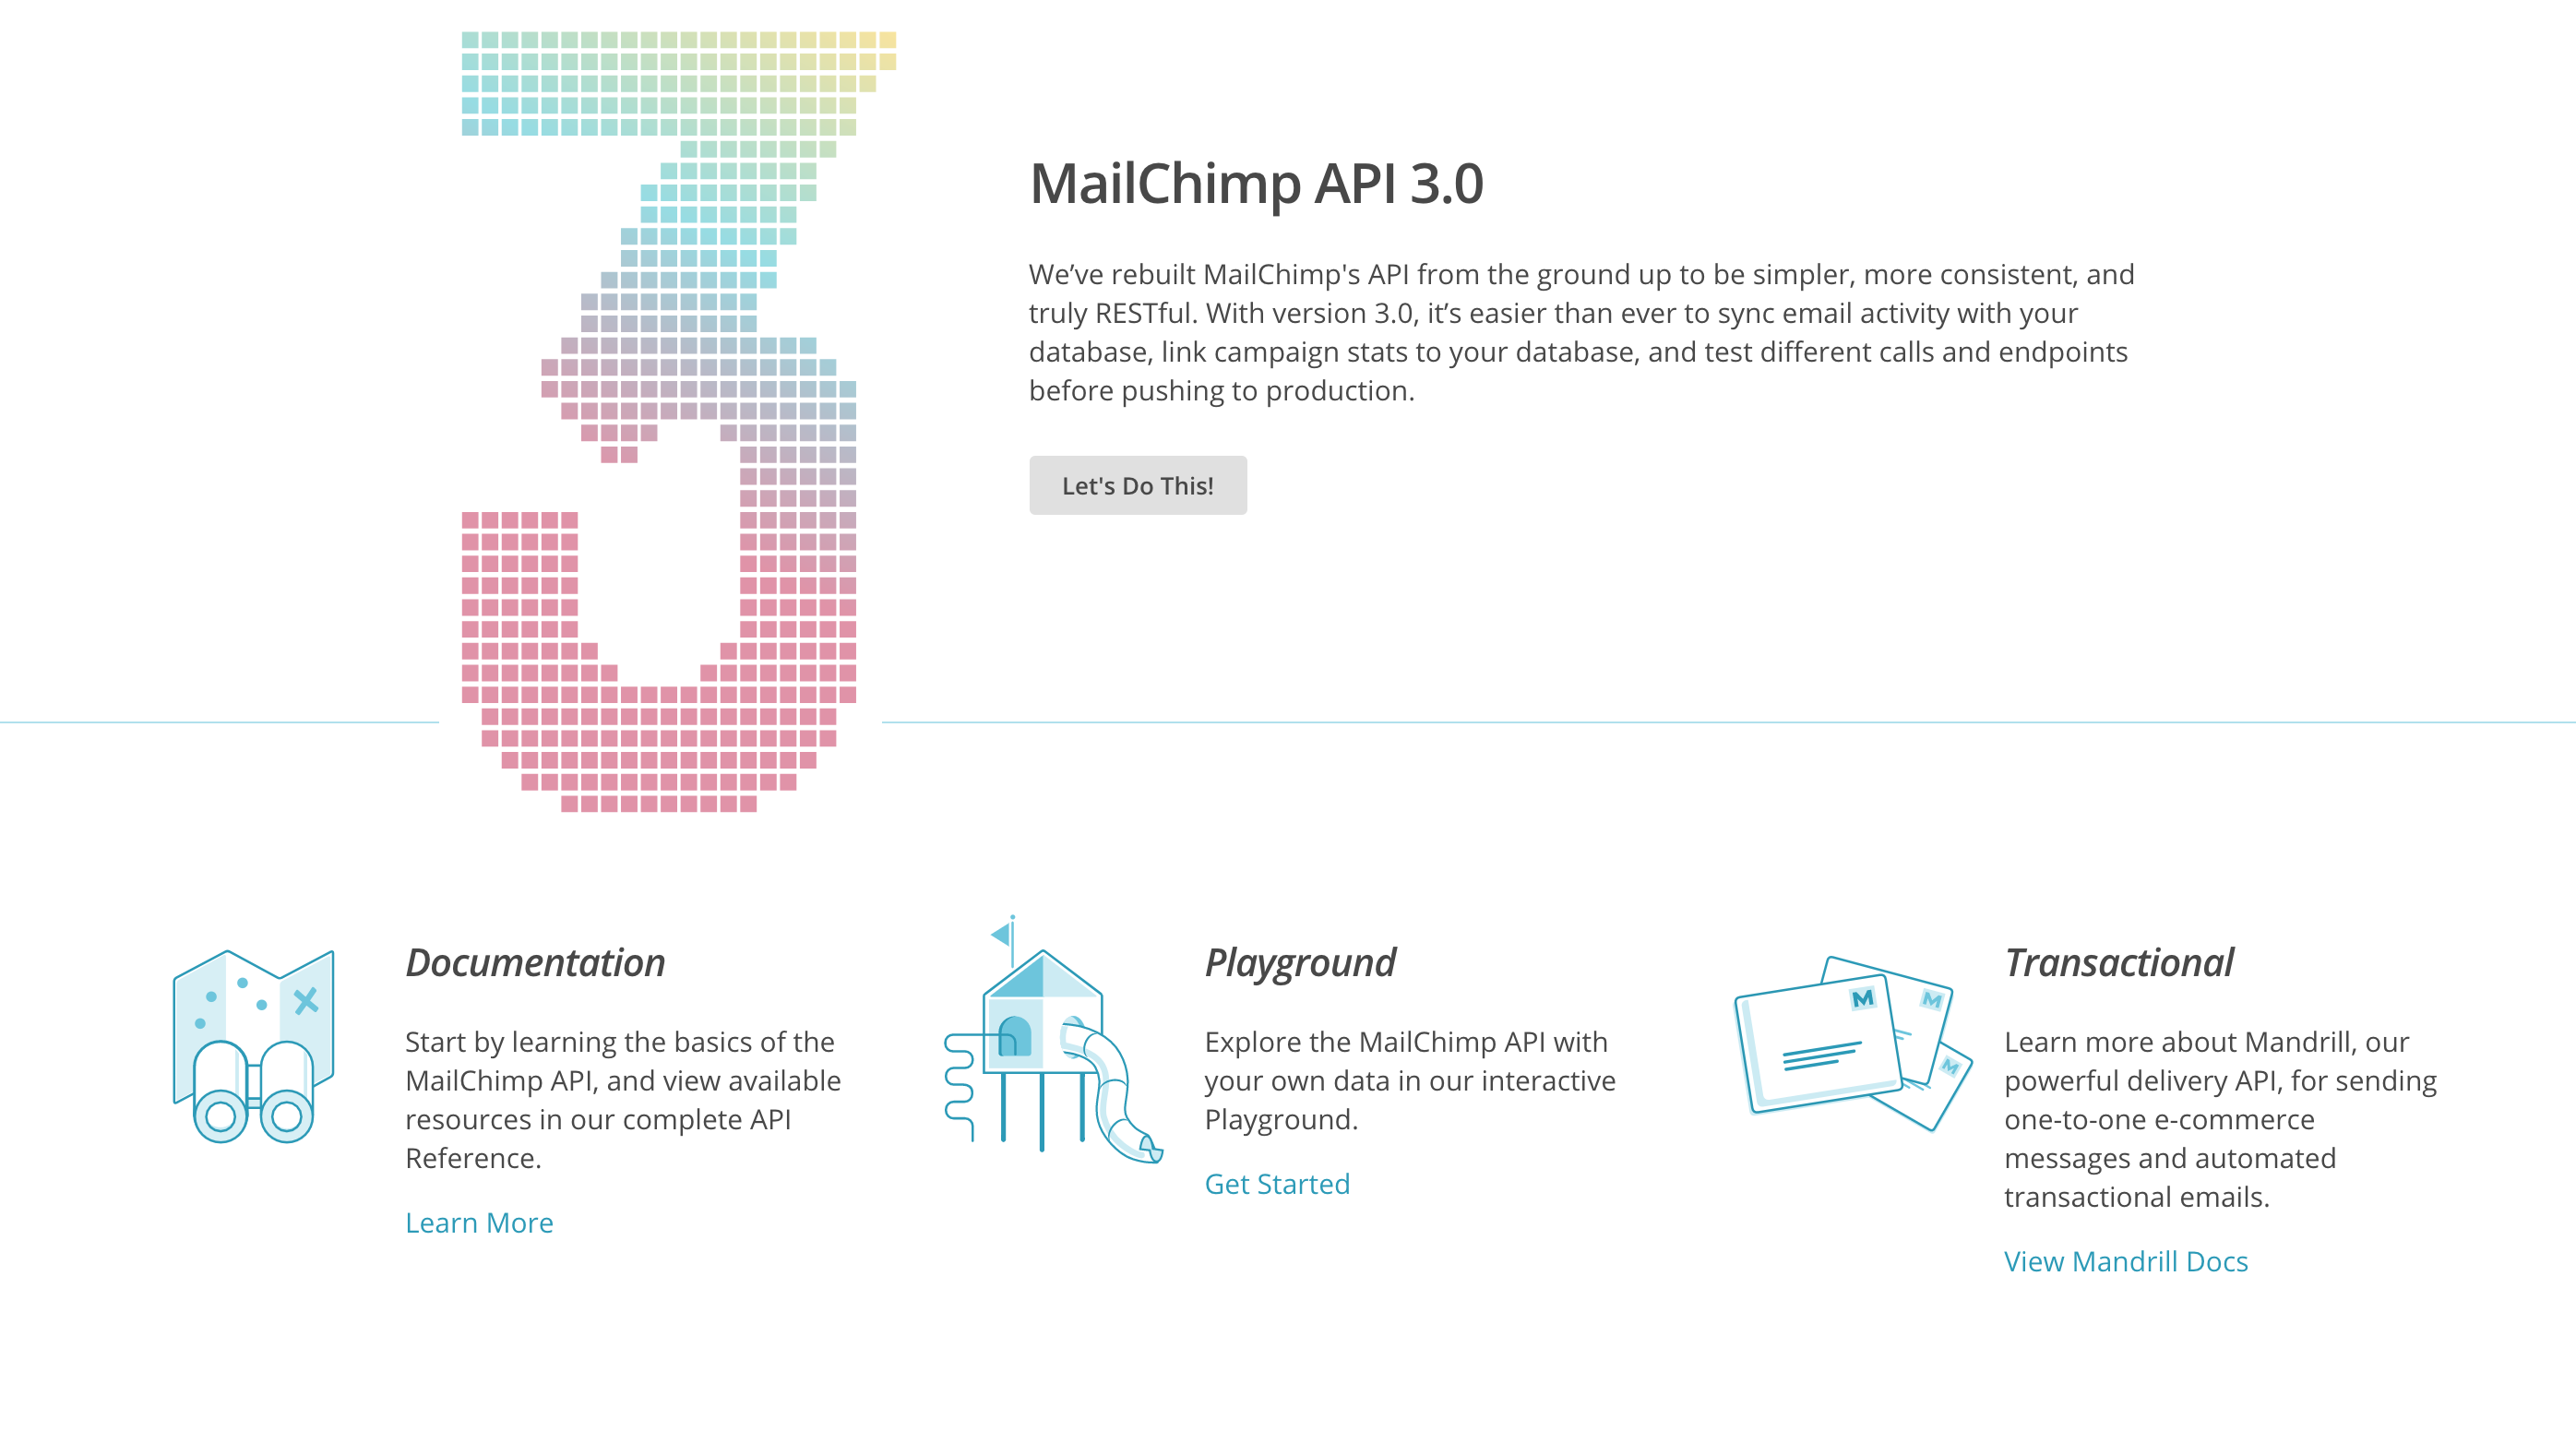 3
MailChimp API 3.0
We’ve rebuilt MailChimp's API from the ground up to be simpler, more consistent, and
truly RESTful. With version 3.0, it’s easier than ever to sync email activity with your
database, link campaign stats to your database, and test different calls and endpoints
before pushing to production.
Let's Do This!
Documentation
Start by learning the basics of the
MailChimp API, and view available
resources in our complete API
Reference.
Learn More
Playground
Explore the MailChimp API with
your own data in our interactive
Playground.
Get Started
M
M
M
Transactional
Learn more about Mandrill, our
powerful delivery API, for sending
one-to-one e-commerce
messages and automated
transactional emails.
View Mandrill Docs